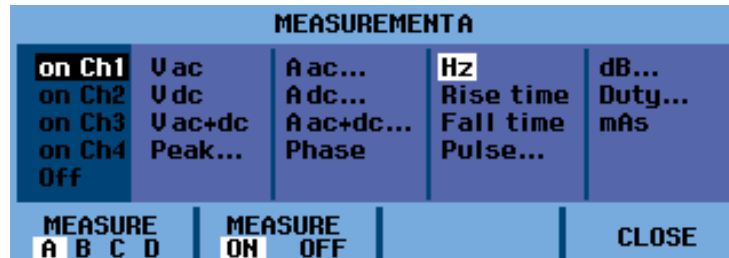 MEASUREMENT A
on Ch1 V ac A ac... Hz dB...
on Ch2 V dc A dc... Rise time Duty...
on Ch3 V ac+dc A ac+dc... Fall time mAs
on Ch4 Peak... Phase Pulse...
Off
MEASURE MEASURE
A B C D ON OFF CLOSE